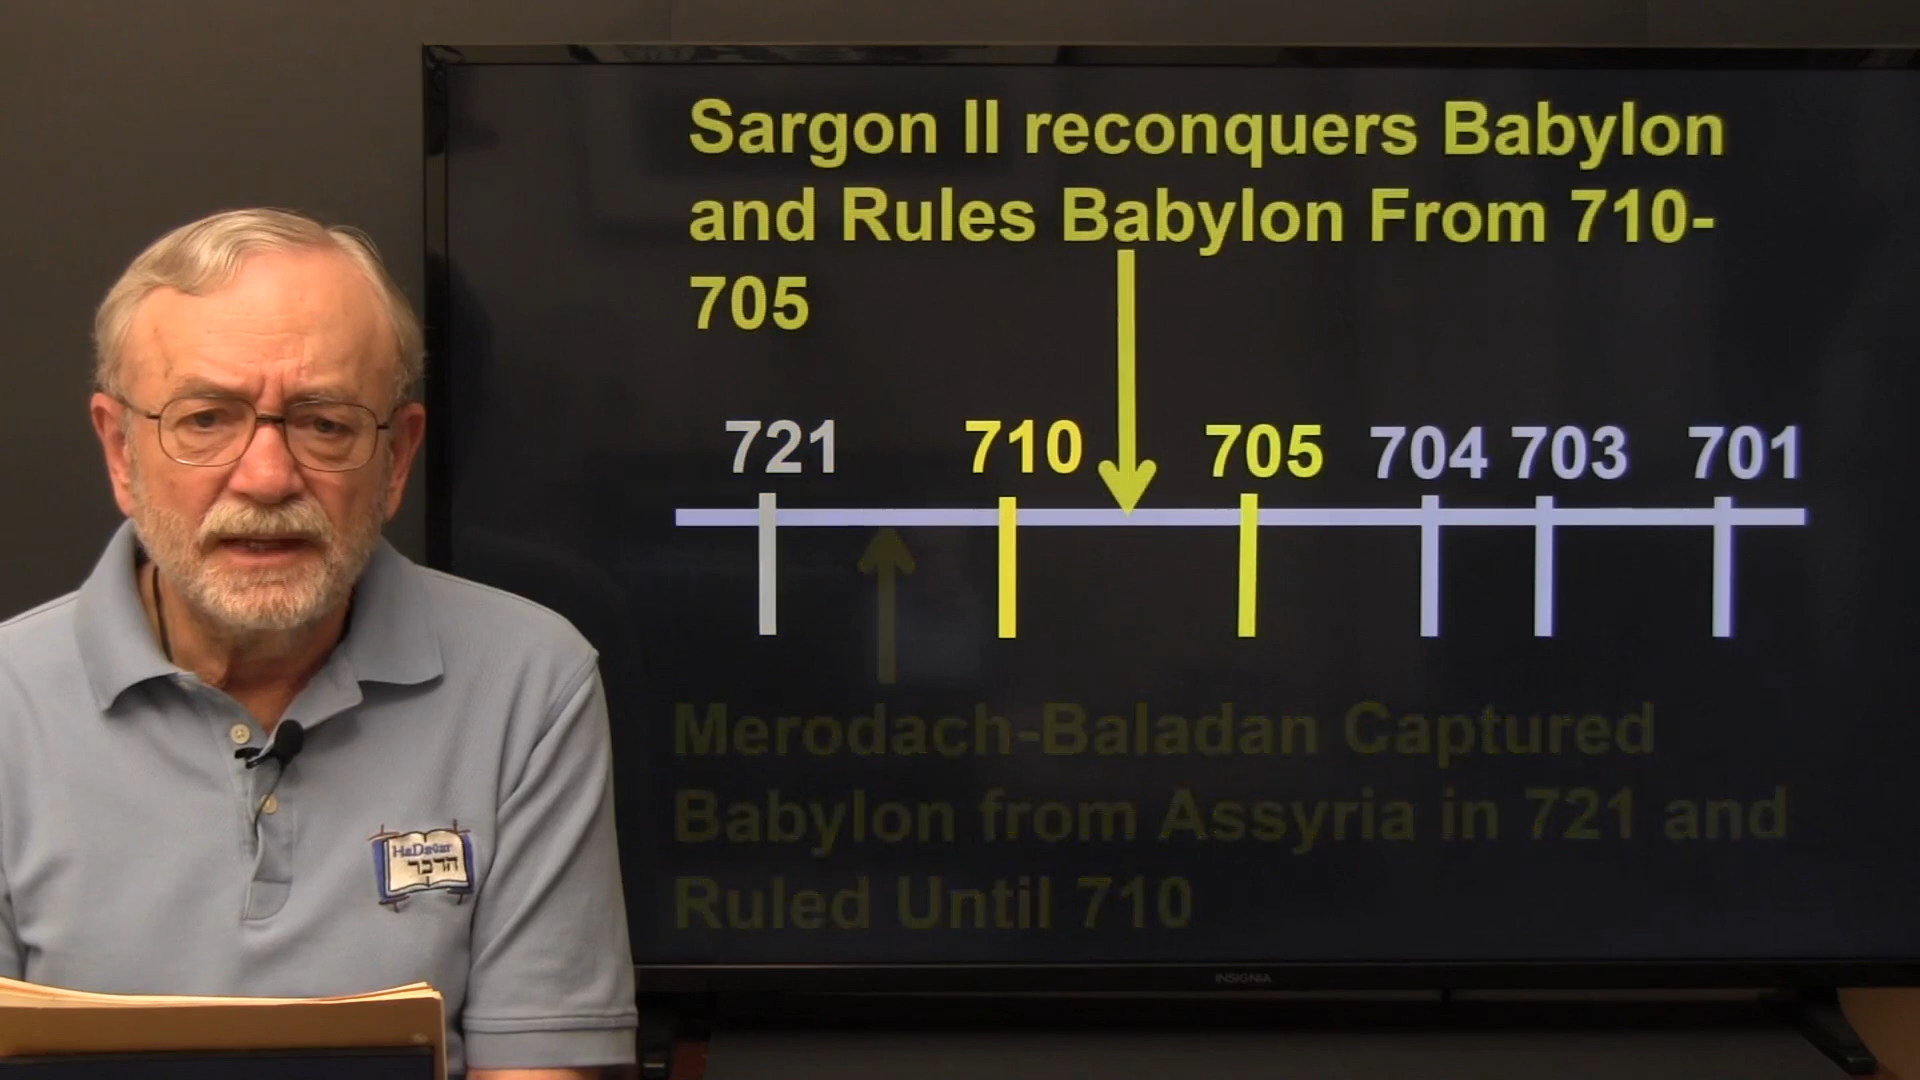 Sargon II reconquers Babylon
and Rules Babylon From 710-
705
721 710 705 704 703 701
Merodach-Baladan Captured
Babylon from Assyria in 721 and
Ruled Until 710
HaDavar
הדבר
INSIGNIA